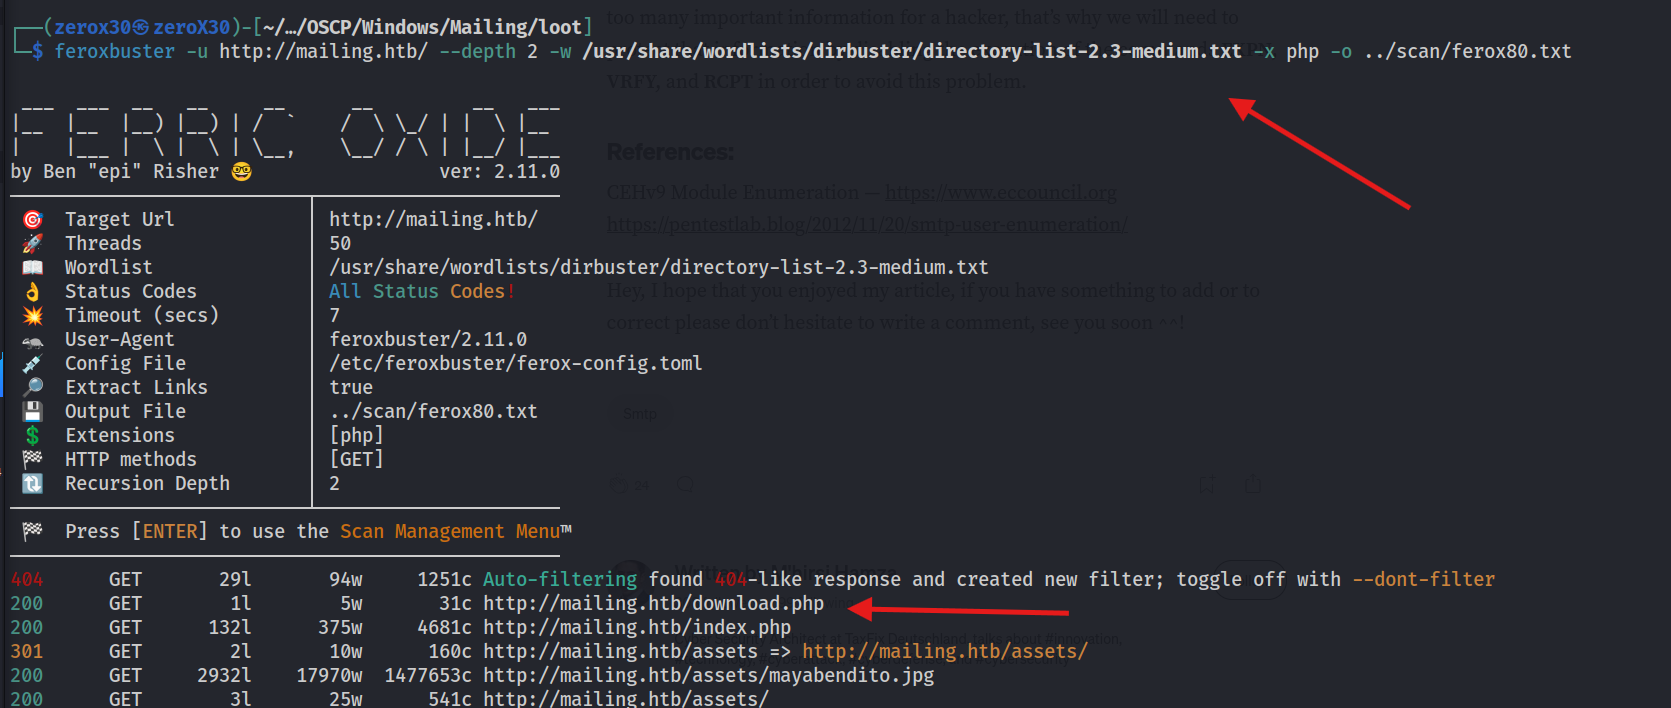 ┌──(zerox30㉿zeroX30)-[~/…/OSCP/Windows/Mailing/loot]
└─$ feroxbuster -u http://mailing.htb/ --depth 2 -w /usr/share/wordlists/dirbuster/directory-list-2.3-medium.txt -x php -o ../scan/ferox80.txt
too many important information for a hacker, that's why we will need to
VRFY, and RCPT in order to avoid this problem.
FERRIC OXIDE
by Ben "epi" Risher 🤓 ver: 2.11.0
References:
CEHv9 Module Enumeration — https://www.eccouncil.org
https://pentestlab.blog/2012/11/20/smtp-user-enumeration/
🎯 Target Url http://mailing.htb/
🚀 Threads 50
📖 Wordlist /usr/share/wordlists/dirbuster/directory-list-2.3-medium.txt
👌 Status Codes All Status Codes!
💥 Timeout (secs) 7
🦡 User-Agent feroxbuster/2.11.0
💉 Config File /etc/feroxbuster/ferox-config.toml
🔎 Extract Links true
💾 Output File ../scan/ferox80.txt
💲 Extensions [php]
🏁 HTTP methods [GET]
🔃 Recursion Depth 2
Hey, I hope that you enjoyed my article, if you have something to add or to
correct please don't hesitate to write a comment, see you soon ^^!
Smtp
24
🏁 Press [ENTER] to use the Scan Management Menu™
404 GET 29l 94w 1251c Auto-filtering found 404-like response and created new filter; toggle off with --dont-filter
200 GET 1l 5w 31c http://mailing.htb/download.php
200 GET 132l 375w 4681c http://mailing.htb/index.php
301 GET 2l 10w 160c http://mailing.htb/assets => http://mailing.htb/assets/
200 GET 2932l 17970w 1477653c http://mailing.htb/assets/mayabendito.jpg
200 GET 3l 25w 541c http://mailing.htb/assets/